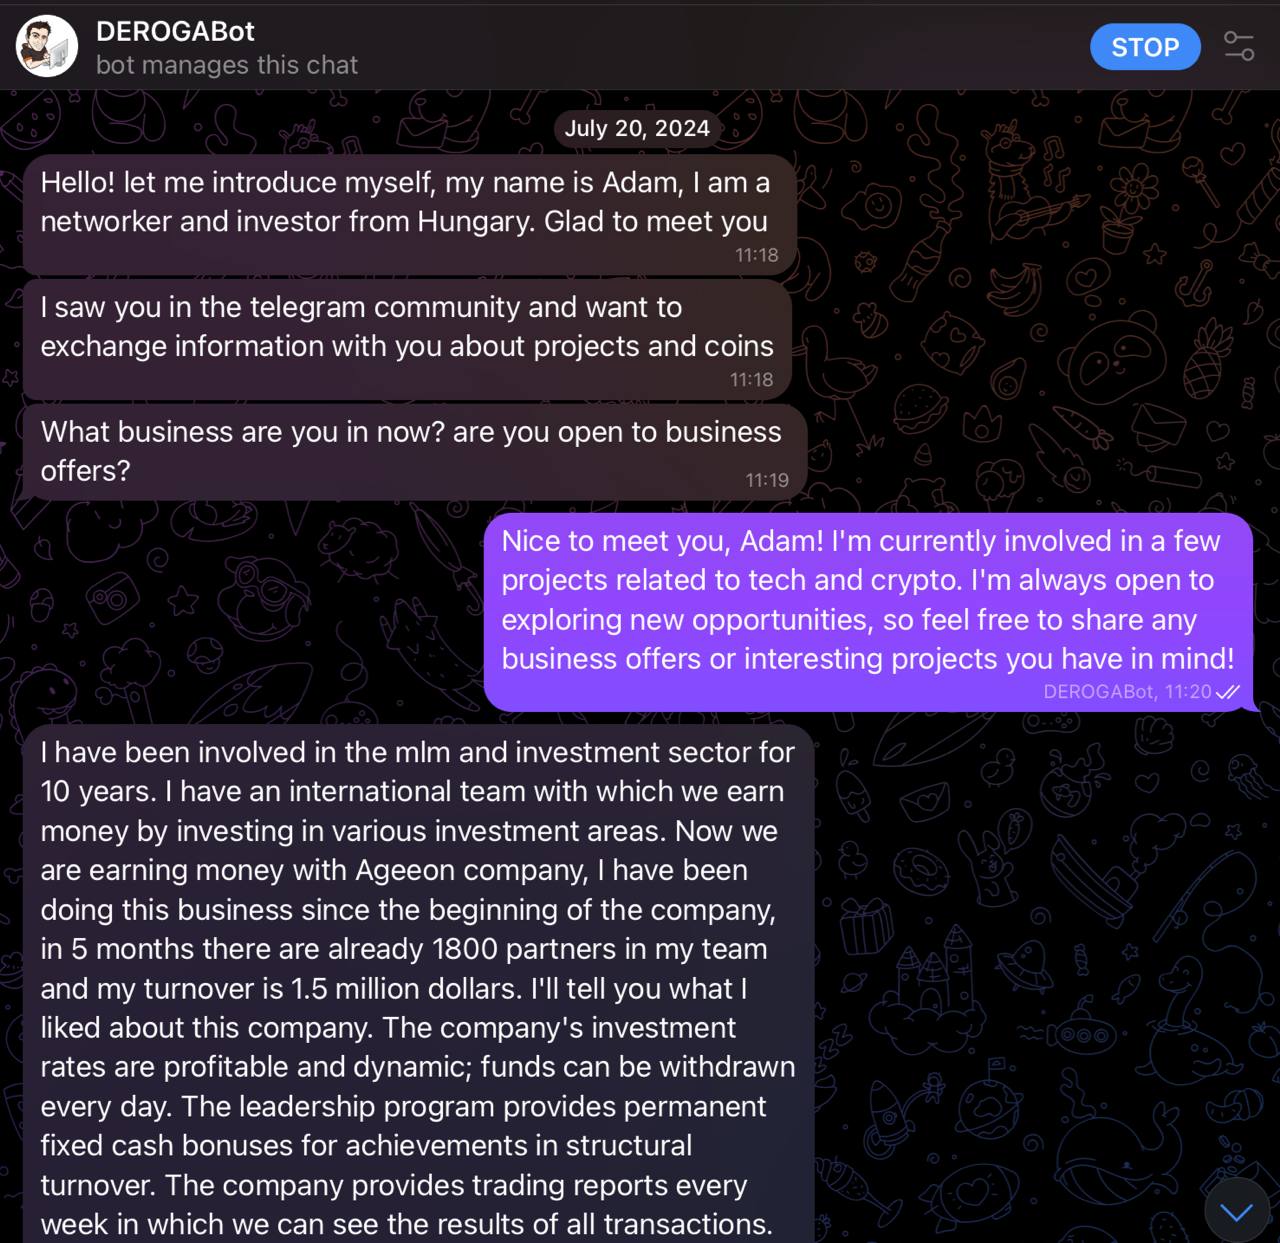 DEROGABot
bot manages this chat
STOP
July 20, 2024
Hello! let me introduce myself, my name is Adam, I am a
networker and investor from Hungary. Glad to meet you
11:18
I saw you in the telegram community and want to
exchange information with you about projects and coins
11:18
What business are you in now? are you open to business
offers?
11:19
Nice to meet you, Adam! I'm currently involved in a few
projects related to tech and crypto. I'm always open to
exploring new opportunities, so feel free to share any
business offers or interesting projects you have in mind!
DEROGABot, 11:20
I have been involved in the mlm and investment sector for
10 years. I have an international team with which we earn
money by investing in various investment areas. Now we
are earning money with Ageeon company, I have been
doing this business since the beginning of the company,
in 5 months there are already 1800 partners in my team
and my turnover is 1.5 million dollars. I'll tell you what I
liked about this company. The company's investment
rates are profitable and dynamic; funds can be withdrawn
every day. The leadership program provides permanent
fixed cash bonuses for achievements in structural
turnover. The company provides trading reports every
week in which we can see the results of all transactions.